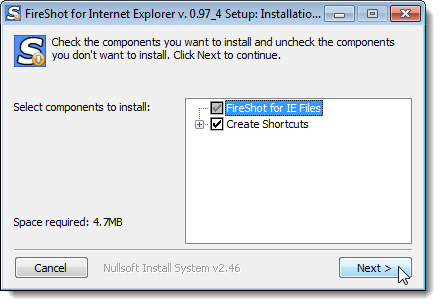 FireShot for Internet Explorer v. 0.97_4 Setup: Installatio...
Check the components you want to install and uncheck the components
you don't want to install. Click Next to continue.
Select components to install:
FireShot for IE Files
Create Shortcuts
Space required: 4.7MB
Cancel
Nullsoft Install System v2.46
Next >